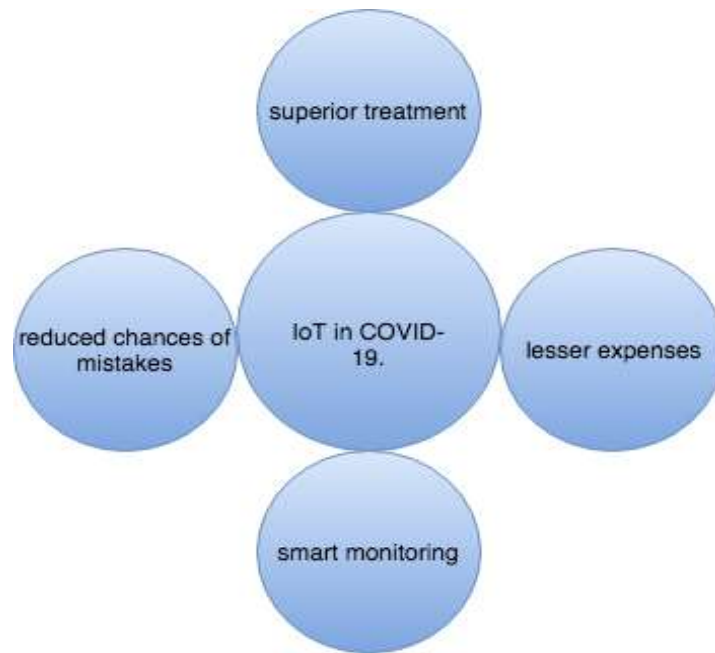 superior treatment
reduced chances of
mistakes
IoT in COVID-
19.
lesser expenses
smart monitoring